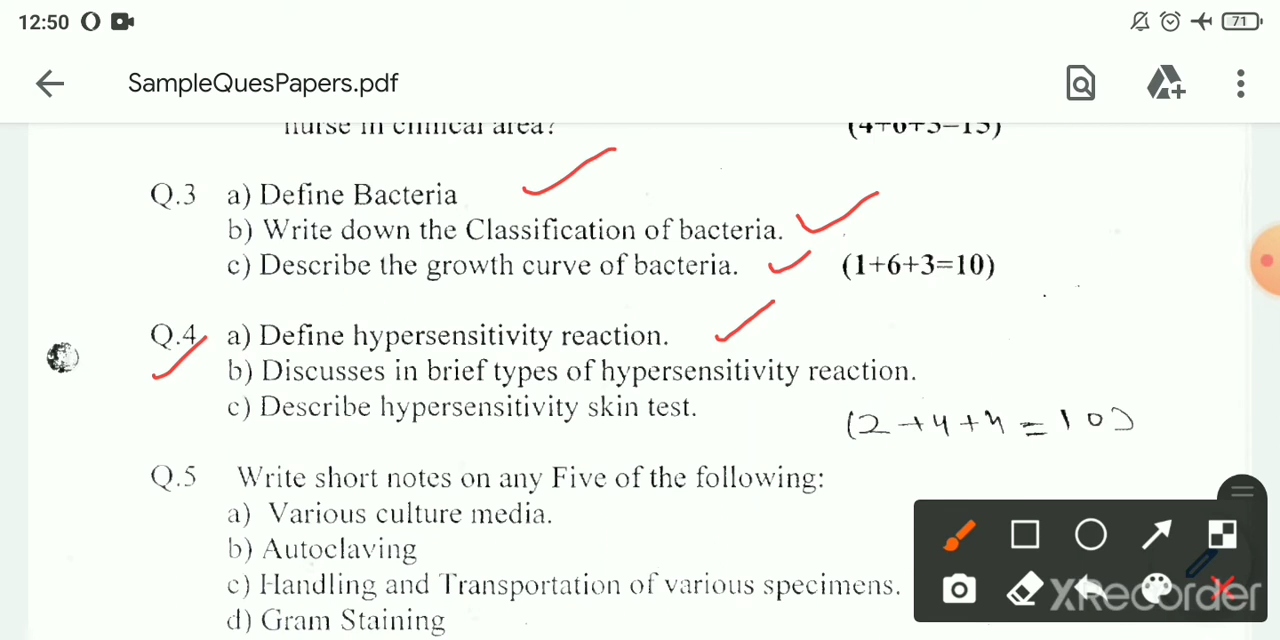 12:50
71
SampleQuesPapers.pdf
nurse in clinical area? (4+6+3=13)
Q.3 a) Define Bacteria
b) Write down the Classification of bacteria.
c) Describe the growth curve of bacteria. (1+6+3=10)
Q.4 a) Define hypersensitivity reaction.
b) Discusses in brief types of hypersensitivity reaction.
c) Describe hypersensitivity skin test.
(2+4+4=10)
Q.5 Write short notes on any Five of the following:
a) Various culture media.
b) Autoclaving
c) Handling and Transportation of various specimens.
d) Gram Staining
XRecorder